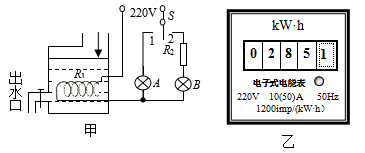 220V S
1 2
R₂
R₁
A B
出水口
甲
kW·h
0 2 8 5 1
电子式电能表
220V 10(50)A 50Hz
1200imp/(kW·h)
乙